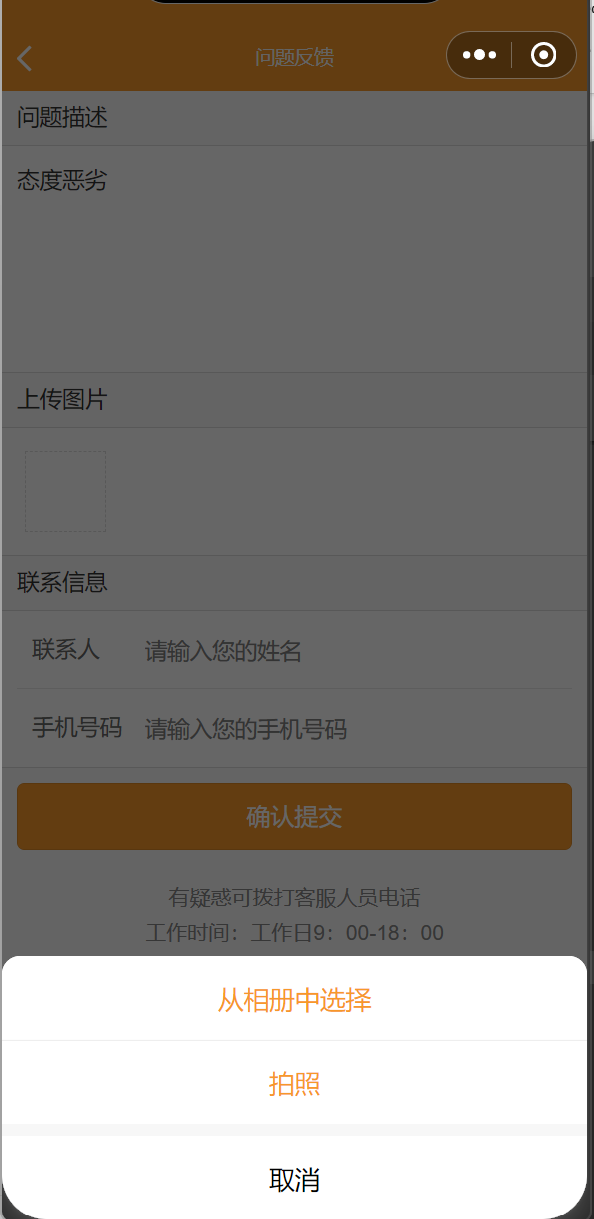 问题反馈
问题描述
态度恶劣
上传图片
联系信息
联系人 请输入您的姓名
手机号码 请输入您的手机号码
确认提交
有疑惑可拨打客服人员电话
工作时间：工作日9：00-18：00
从相册中选择
拍照
取消